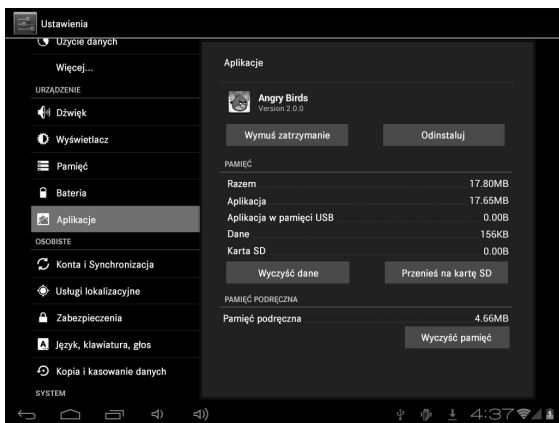 Ustawienia
Użycie danych
Więcej...
URZĄDZENIE
Dźwięk
Wyświetlacz
Pamięć
Bateria
Aplikacje
OSOBISTE
Konta i Synchronizacja
Usługi lokalizacyjne
Zabezpieczenia
Język, klawiatura, głos
Kopia i kasowanie danych
SYSTEM
Aplikacje
Angry Birds
Version 2.0.0
Wymuś zatrzymanie Odinstaluj
PAMIĘĆ
Razem 17.80MB
Aplikacja 17.65MB
Aplikacja w pamięci USB 0.00B
Dane 156KB
Karta SD 0.00B
Wyczyść dane Przenieś na kartę SD
PAMIĘĆ PODRĘCZNA
Pamięć podręczna 4.66MB
Wyczyść pamięć
4:37